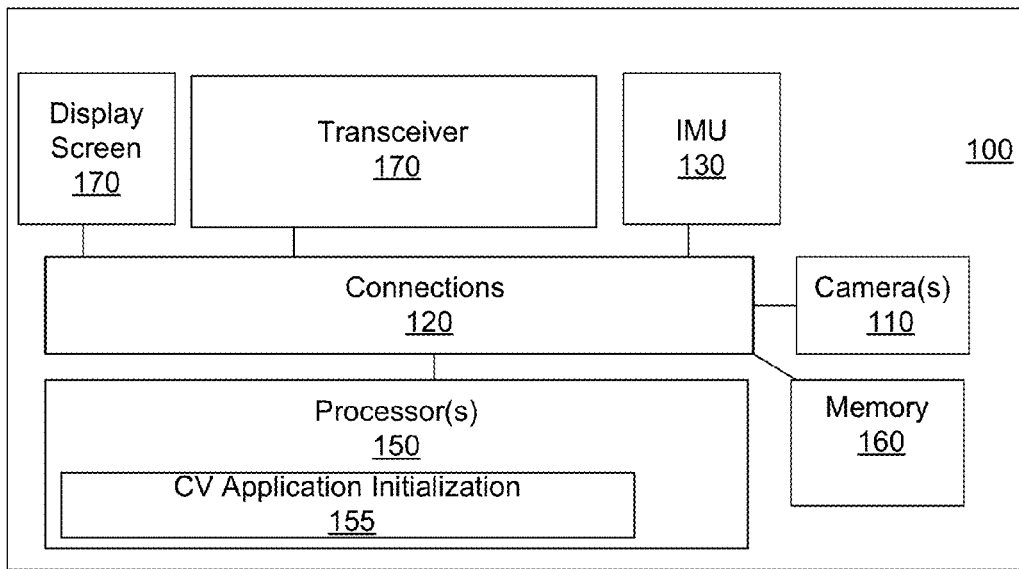 Display
Screen
170
Transceiver
170
IMU
130
100
Connections
120
Camera(s)
110
Processor(s)
150
Memory
160
CV Application Initialization
155